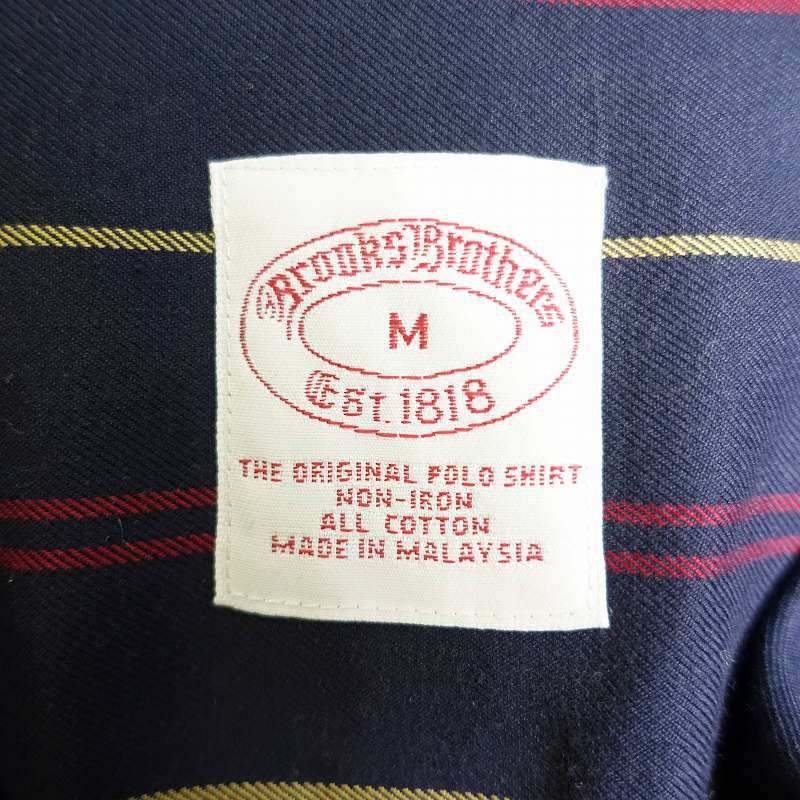 Brooks Brothers
M
Est. 1818
THE ORIGINAL POLO SHIRT
NON-IRON
ALL COTTON
MADE IN MALAYSIA